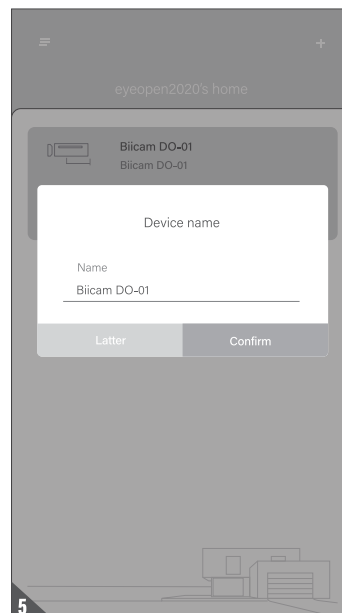 +
eyeopen2020's home
Biicam DO-01
Biicam DO-01
Device name
Name
Biicam DO-01
Latter Confirm
5